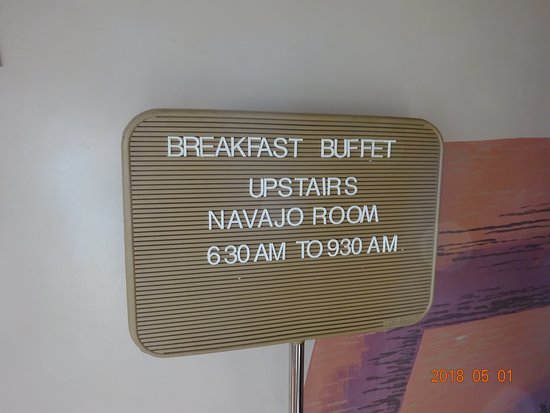 BREAKFAST BUFFET
UPSTAIRS
NAVAJO ROOM
630 AM TO 930 AM
2018 05 01